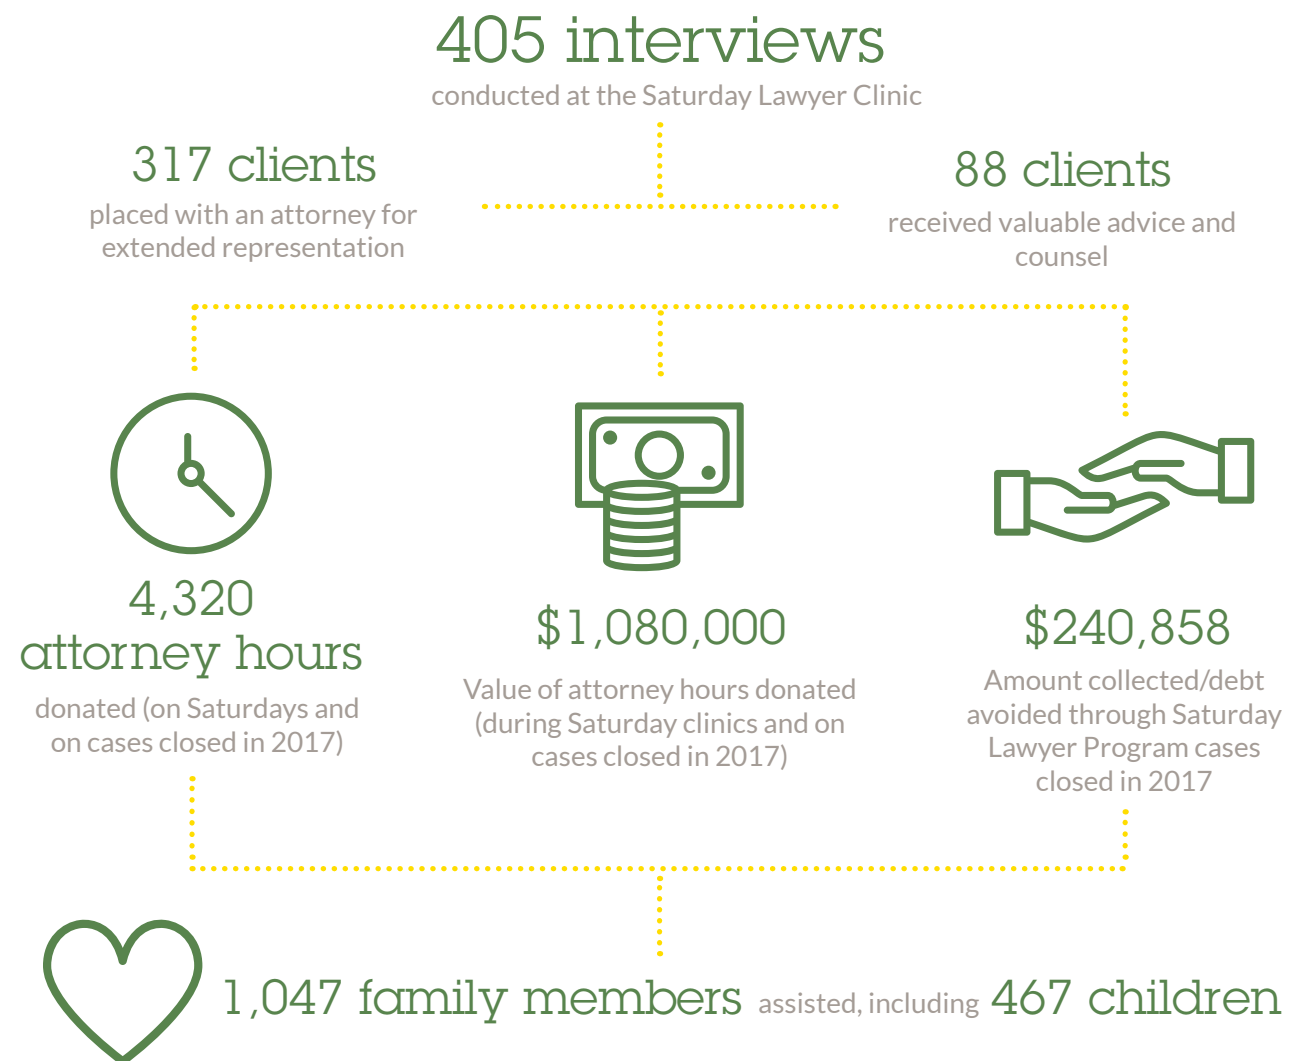 405 interviews
conducted at the Saturday Lawyer Clinic
317 clients
placed with an attorney for
extended representation
88 clients
received valuable advice and
counsel
4,320
attorney hours
donated (on Saturdays and
on cases closed in 2017)
$1,080,000
Value of attorney hours donated
(during Saturday clinics and on
cases closed in 2017)
$240,858
Amount collected/debt
avoided through Saturday
Lawyer Program cases
closed in 2017
1,047 family members assisted, including 467 children